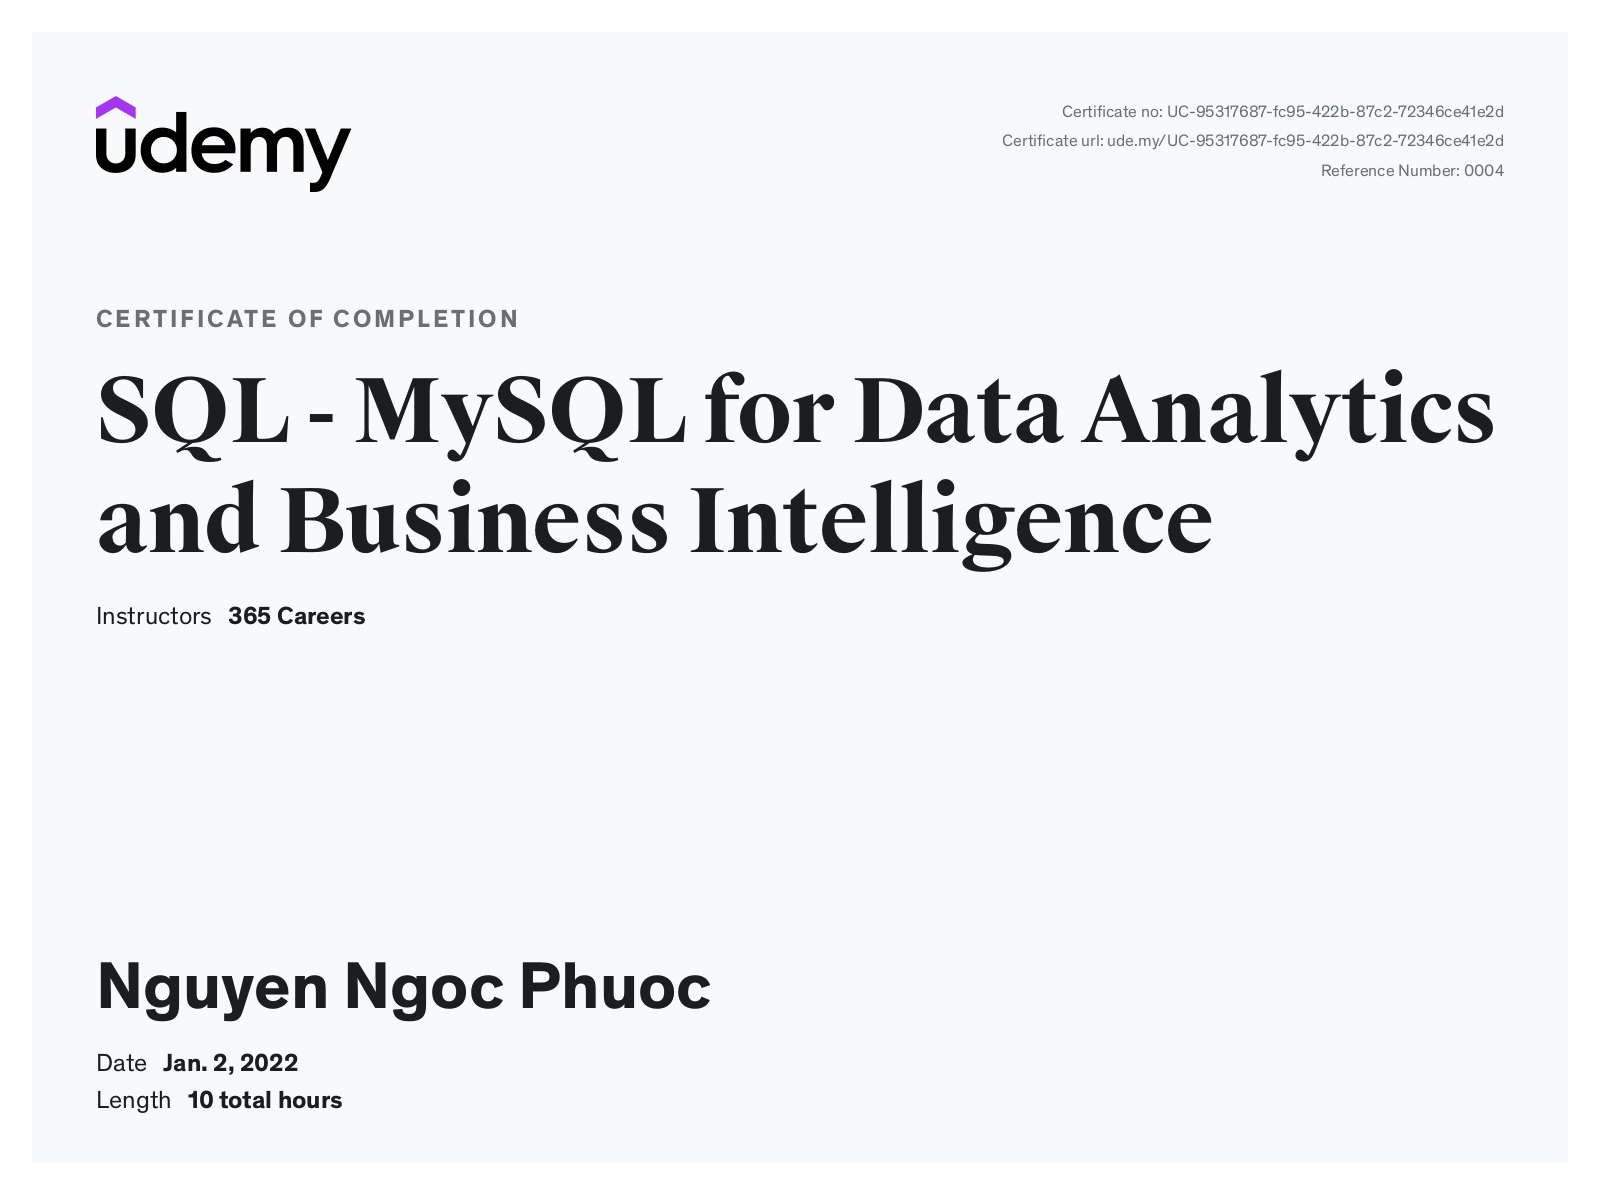 udemy
Certificate no: UC-95317687-fc95-422b-87c2-72346ce41e2d
Certificate url: ude.my/UC-95317687-fc95-422b-87c2-72346ce41e2d
Reference Number: 0004
CERTIFICATE OF COMPLETION
SQL - MySQL for Data Analytics
and Business Intelligence
Instructors 365 Careers
Nguyen Ngoc Phuoc
Date Jan. 2, 2022
Length 10 total hours